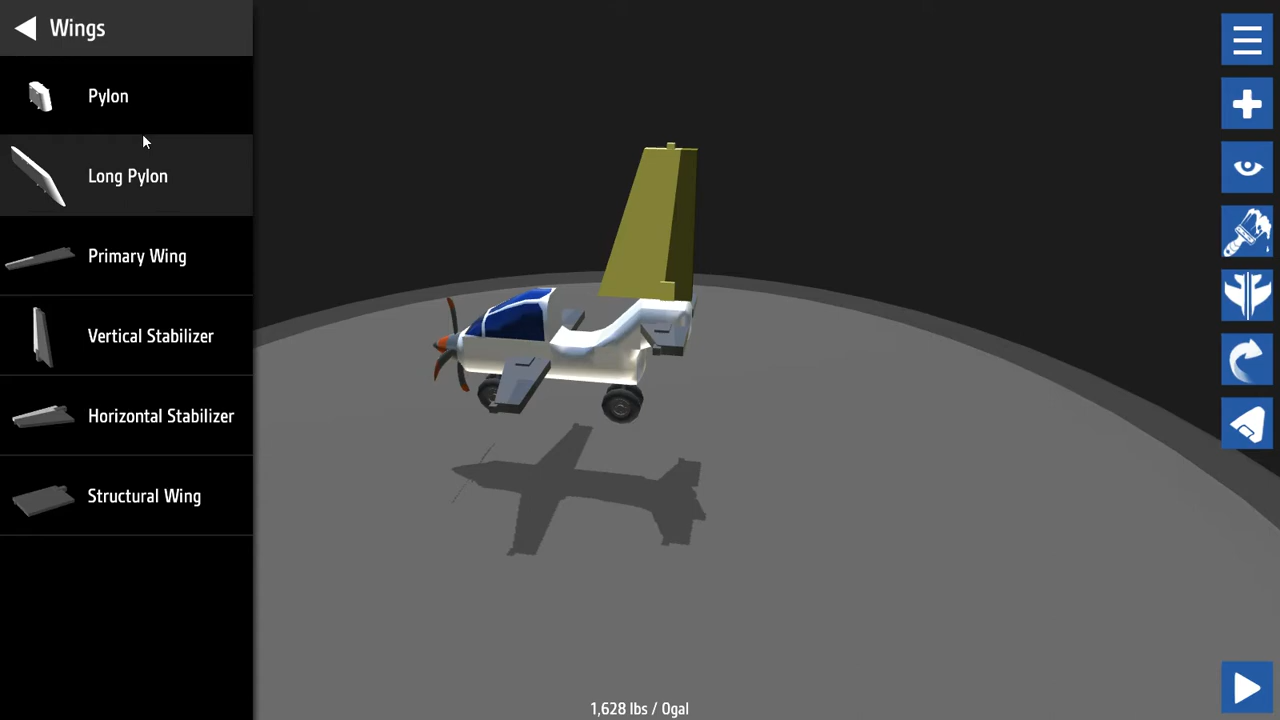 Wings
Pylon
Long Pylon
Primary Wing
Vertical Stabilizer
Horizontal Stabilizer
Structural Wing
1,628 lbs / 0gal